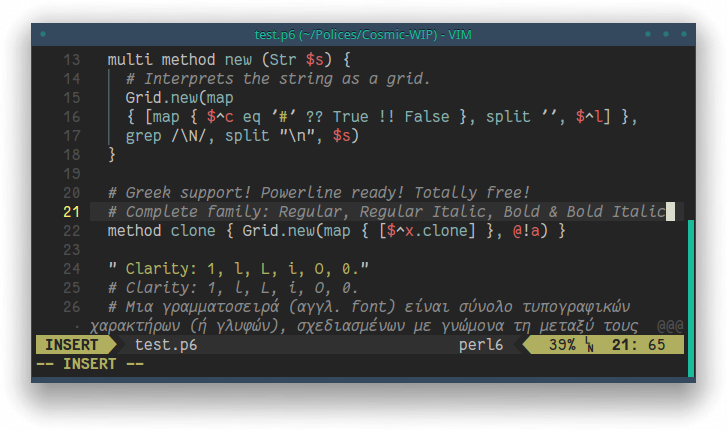 test.p6 (~/Polices/Cosmic-WIP) - VIM
13 multi method new (Str $s) {
14 # Interprets the string as a grid.
15 Grid.new(map
16 { [map { $^c eq ’#’ ?? True !! False }, split ’’, $^l] },
17 grep /\N/, split "\n", $s)
18 }
19
20 # Greek support! Powerline ready! Totally free!
21 # Complete family: Regular, Regular Italic, Bold & Bold Italic
22 method clone { Grid.new(map { [$^x.clone] }, @!a) }
23
24 " Clarity: 1, l, L, i, O, 0."
25 # Clarity: 1, l, L, i, O, 0.
26 # Μια γραμματοσειρά (αγγλ. font) είναι σύνολο τυπογραφικών
· χαρακτήρων (ή γλυφών), σχεδιασμένων με γνώμονα τη μεταξύ τους @@@
INSERT test.p6 perl6 39% LN 21: 65
-- INSERT --